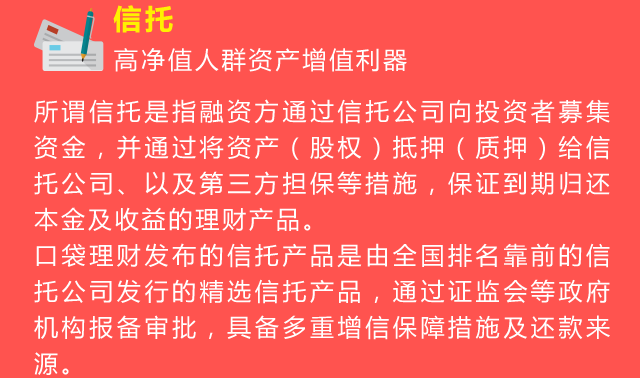 信托
高净值人群资产增值利器
所谓信托是指融资方通过信托公司向投资者募集
资金，并通过将资产（股权）抵押（质押）给信
托公司、以及第三方担保等措施，保证到期归还
本金及收益的理财产品。
口袋理财发布的信托产品是由全国排名靠前的信
托公司发行的精选信托产品，通过证监会等政府
机构报备审批，具备多重增信保障措施及还款来
源。